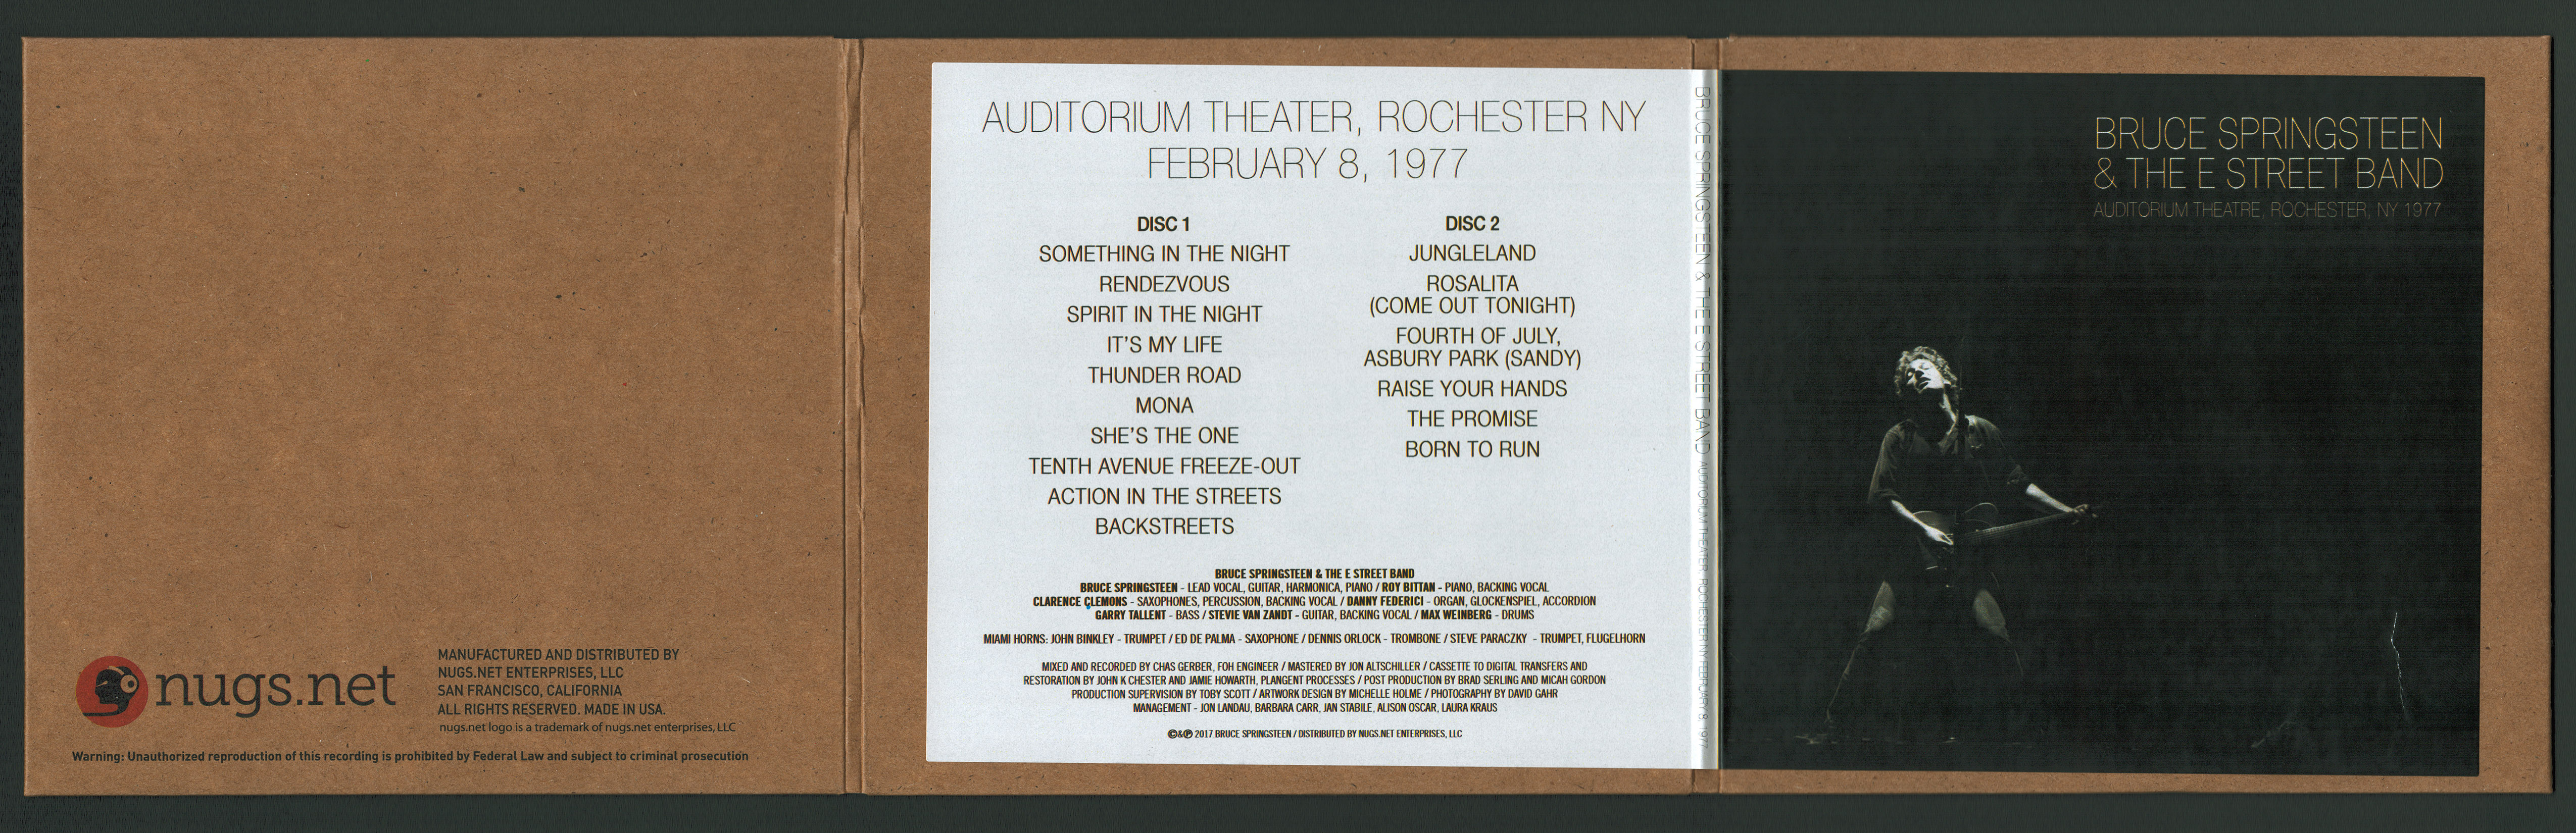 nugs.net
MANUFACTURED AND DISTRIBUTED BY
NUGS.NET ENTERPRISES, LLC
SAN FRANCISCO, CALIFORNIA
ALL RIGHTS RESERVED. MADE IN USA.
nugs.net logo is a trademark of nugs.net enterprises, LLC
Warning: Unauthorized reproduction of this recording is prohibited by Federal Law and subject to criminal prosecution
AUDITORIUM THEATER, ROCHESTER NY
FEBRUARY 8, 1977
DISC 1
SOMETHING IN THE NIGHT
RENDEZVOUS
SPIRIT IN THE NIGHT
IT'S MY LIFE
THUNDER ROAD
MONA
SHE'S THE ONE
TENTH AVENUE FREEZE-OUT
ACTION IN THE STREETS
BACKSTREETS
DISC 2
JUNGLELAND
ROSALITA
(COME OUT TONIGHT)
FOURTH OF JULY,
ASBURY PARK (SANDY)
RAISE YOUR HANDS
THE PROMISE
BORN TO RUN
BRUCE SPRINGSTEEN & THE E STREET BAND
BRUCE SPRINGSTEEN - LEAD VOCAL, GUITAR, HARMONICA, PIANO / ROY BITTAN - PIANO, BACKING VOCAL
CLARENCE CLEMONS - SAXOPHONES, PERCUSSION, BACKING VOCAL / DANNY FEDERICI - ORGAN, GLOCKENSPIEL, ACCORDION
GARRY TALLENT - BASS / STEVIE VAN ZANDT - GUITAR, BACKING VOCAL / MAX WEINBERG - DRUMS
MIAMI HORNS: JOHN BINKLEY - TRUMPET / ED DE PALMA - SAXOPHONE / DENNIS ORLOCK - TROMBONE / STEVE PARACZKY - TRUMPET, FLUGELHORN
MIXED AND RECORDED BY CHAS GERBER, FOH ENGINEER / MASTERED BY JON ALTSCHILLER / CASSETTE TO DIGITAL TRANSFERS AND
RESTORATION BY JOHN K CHESTER AND JAMIE HOWARTH, PLANGENT PROCESSES / POST PRODUCTION BY BRAD SERLING AND MICAH GORDON
PRODUCTION SUPERVISION BY TOBY SCOTT / ARTWORK DESIGN BY MICHELLE HOLME / PHOTOGRAPHY BY DAVID GAHR
MANAGEMENT - JON LANDAU, BARBARA CARR, JAN STABILE, ALISON OSCAR, LAURA KRAUS
©&℗ 2017 BRUCE SPRINGSTEEN / DISTRIBUTED BY NUGS.NET ENTERPRISES, LLC
BRUCE SPRINGSTEEN & THE E STREET BAND AUDITORIUM THEATER, ROCHESTER NY FEBRUARY 8, 1977
BRUCE SPRINGSTEEN
& THE E STREET BAND
AUDITORIUM THEATRE, ROCHESTER, NY 1977